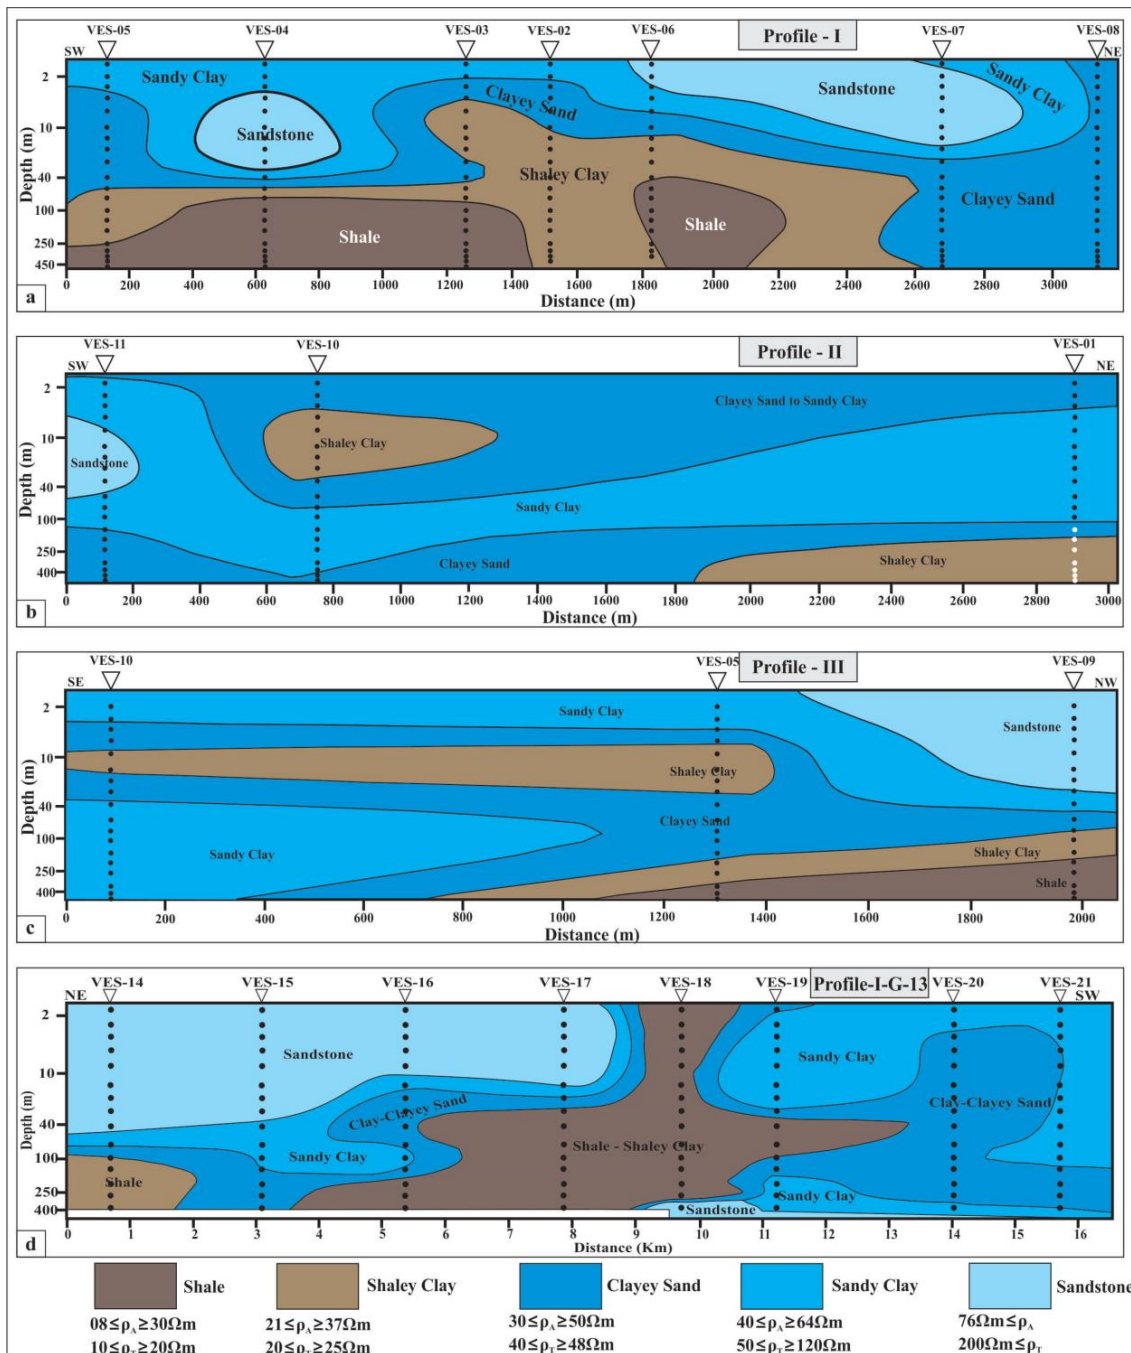 VES-05 VES-04 VES-03 VES-02 VES-06 Profile - I VES-07 VES-08
SW NE
Sandy Clay Sandstone Clayey Sand Sandstone Sandy Clay
Shaley Clay Clayey Sand
Shale Shale
Depth (m)
2
10
40
100
250
450
0 200 400 600 800 1000 1200 1400 1600 1800 2000 2200 2400 2600 2800 3000
Distance (m)
a
VES-11 VES-10 Profile - II VES-01
SW NE
Clayey Sand to Sandy Clay
Shaley Clay
Sandstone
Sandy Clay
Clayey Sand Shaley Clay
Depth (m)
2
10
40
100
250
400
0 200 400 600 800 1000 1200 1400 1600 1800 2000 2200 2400 2600 2800 3000
Distance (m)
b
VES-10 VES-05 Profile - III VES-09
SE NW
Sandy Clay Sandstone
Shaley Clay
Clayey Sand
Sandy Clay Shaley Clay
Shale
Depth (m)
2
10
40
100
250
400
0 200 400 600 800 1000 1200 1400 1600 1800 2000
Distance (m)
c
VES-14 VES-15 VES-16 VES-17 VES-18 VES-19 Profile-I-G-13 VES-20 VES-21
NE SW
Sandstone Sandy Clay
Clay-Clayey Sand Clay-Clayey Sand
Shale - Shaley Clay
Sandy Clay
Shale Sandy Clay
Sandstone
Depth (m)
2
10
40
100
250
400
0 1 2 3 4 5 6 7 8 9 10 11 12 13 14 15 16
Distance (Km)
d
Shale Shaley Clay Clayey Sand Sandy Clay Sandstone
08≤ρA≥30Ωm 21≤ρA≥37Ωm 30≤ρA≥50Ωm 40≤ρA≥64Ωm 76Ωm≤ρA
10≤ρT≥20Ωm 20≤ρT≥25Ωm 40≤ρT≥48Ωm 50≤ρT≥120Ωm 200Ωm≤ρT